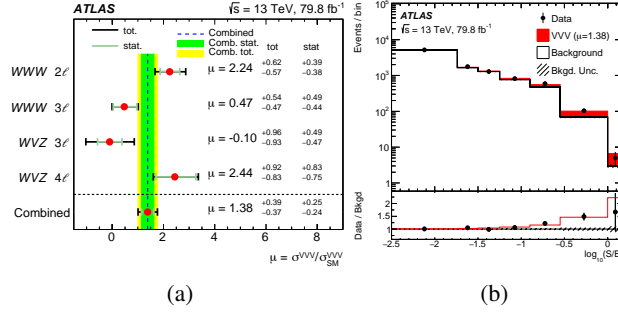 ATLAS
√s = 13 TeV, 79.8 fb⁻¹
tot.
stat.
Combined
Comb. stat.
Comb. tot.
tot stat
WWW 2ℓ μ = 2.24 +0.62 −0.57 +0.39 −0.38
WWW 3ℓ μ = 0.47 +0.54 −0.47 +0.49 −0.44
WVZ 3ℓ μ = -0.10 +0.96 −0.93 +0.49 −0.47
WVZ 4ℓ μ = 2.44 +0.92 −0.83 +0.83 −0.75
Combined μ = 1.38 +0.39 −0.37 +0.25 −0.24
0 2 4 6 8
μ = σ^VVV/σ_SM^VVV
(a)
Events / bin
ATLAS
√s = 13 TeV, 79.8 fb⁻¹
Data
VVV (μ=1.38)
Background
Bkgd. Unc.
10⁵
10⁴
10³
10²
10
1
Data / Bkgd
2
1.5
1
−2.5 −2 −1.5 −1 −0.5 0
log₁₀(S/B
(b)